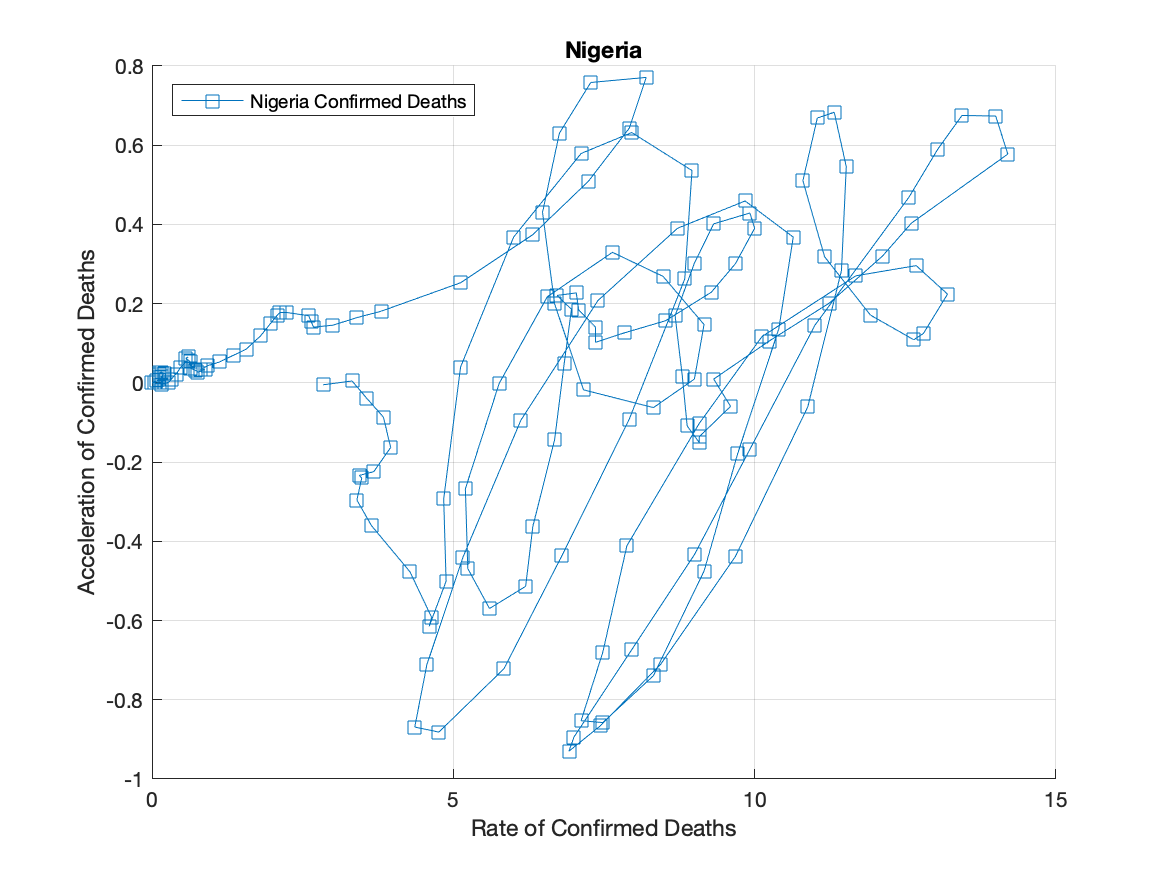 Nigeria
Nigeria Confirmed Deaths
0.8
0.6
0.4
0.2
0
-0.2
-0.4
-0.6
-0.8
-1
Acceleration of Confirmed Deaths
0 5 10 15
Rate of Confirmed Deaths